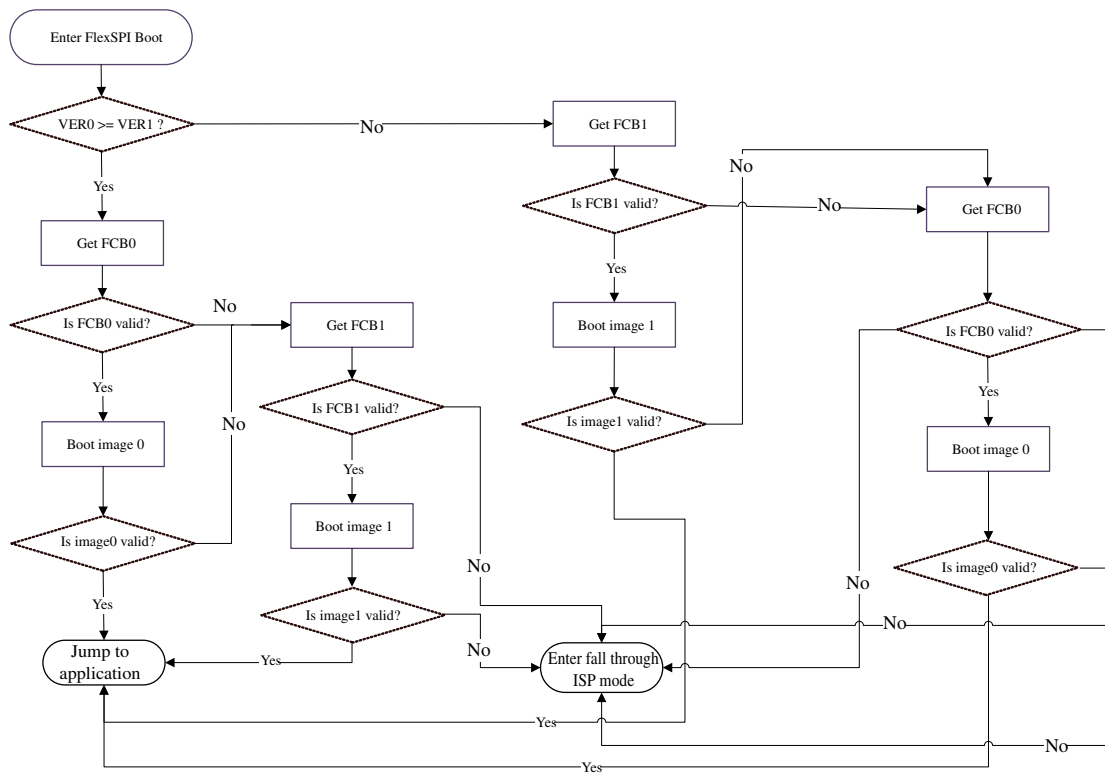 Enter FlexSPI Boot
VER0 >= VER1 ?
No
Get FCB1
No
Yes
Is FCB1 valid?
No
Get FCB0
Get FCB0
Yes
No
Is FCB0 valid?
Get FCB1
Boot image 1
Is FCB0 valid?
Yes
Yes
No
Is FCB1 valid?
Is image1 valid?
Boot image 0
Boot image 0
Yes
Boot image 1
Is image0 valid?
No
No
Is image0 valid?
Yes
Is image1 valid?
No
No
Jump to
application
Yes
Enter fall through
ISP mode
Yes
No
Yes